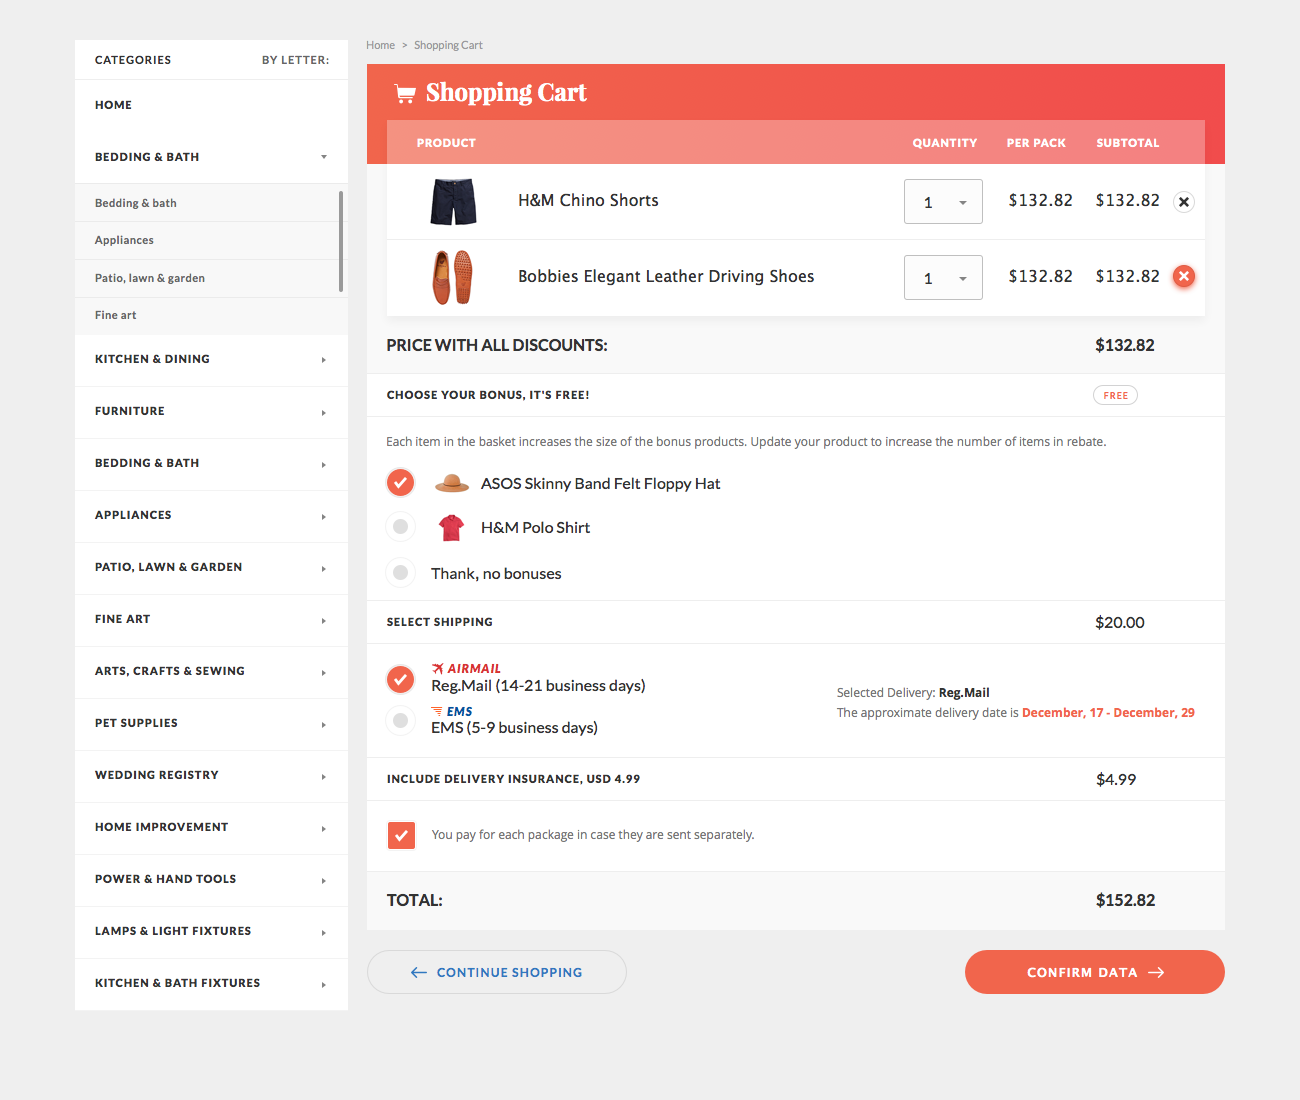 CATEGORIES BY LETTER:
HOME
BEDDING & BATH
Bedding & bath
Appliances
Patio, lawn & garden
Fine art
KITCHEN & DINING
FURNITURE
BEDDING & BATH
APPLIANCES
PATIO, LAWN & GARDEN
FINE ART
ARTS, CRAFTS & SEWING
PET SUPPLIES
WEDDING REGISTRY
HOME IMPROVEMENT
POWER & HAND TOOLS
LAMPS & LIGHT FIXTURES
KITCHEN & BATH FIXTURES
Home > Shopping Cart
Shopping Cart
PRODUCT QUANTITY PER PACK SUBTOTAL
H&M Chino Shorts 1 $132.82 $132.82
Bobbies Elegant Leather Driving Shoes 1 $132.82 $132.82
PRICE WITH ALL DISCOUNTS: $132.82
CHOOSE YOUR BONUS, IT'S FREE! FREE
Each item in the basket increases the size of the bonus products. Update your product to increase the number of items in rebate.
ASOS Skinny Band Felt Floppy Hat
H&M Polo Shirt
Thank, no bonuses
SELECT SHIPPING $20.00
AIRMAIL
Reg.Mail (14-21 business days)
EMS
EMS (5-9 business days)
Selected Delivery: Reg.Mail
The approximate delivery date is December, 17 - December, 29
INCLUDE DELIVERY INSURANCE, USD 4.99 $4.99
You pay for each package in case they are sent separately.
TOTAL: $152.82
CONTINUE SHOPPING
CONFIRM DATA